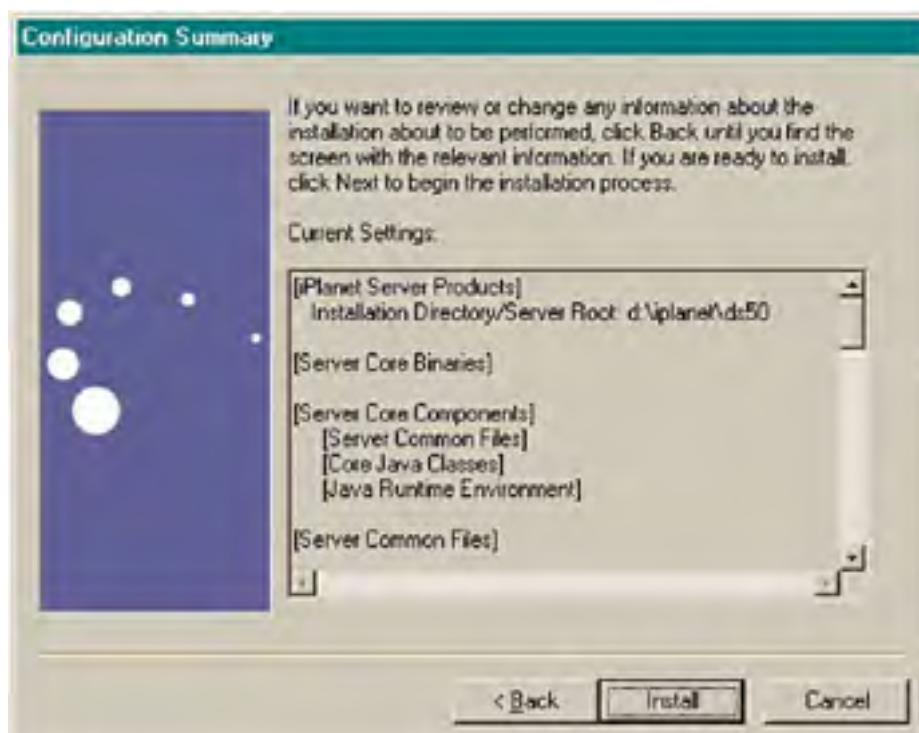 Configuration Summary
If you want to review or change any information about the
installation about to be performed, click Back until you find the
screen with the relevant information. If you are ready to install,
click Next to begin the installation process.
Current Settings:
[iPlanet Server Products]
Installation Directory/Server Root: d:\iplanet\ds50
[Server Core Binaries]
[Server Core Components]
[Server Common Files]
[Core Java Classes]
[Java Runtime Environment]
[Server Common Files]
< Back
Install
Cancel